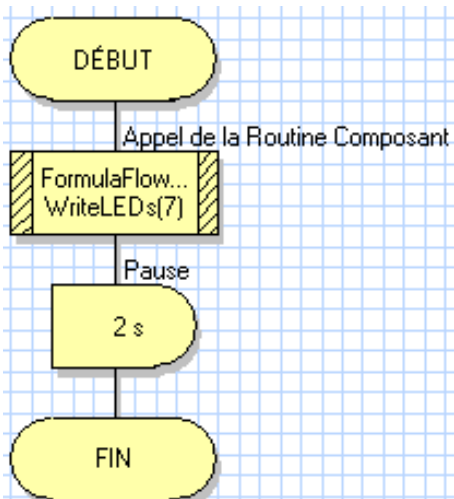 DÉBUT
Appel de la Routine Composant
FormulaFlow...
WriteLEDs(7)
Pause
2 s
FIN